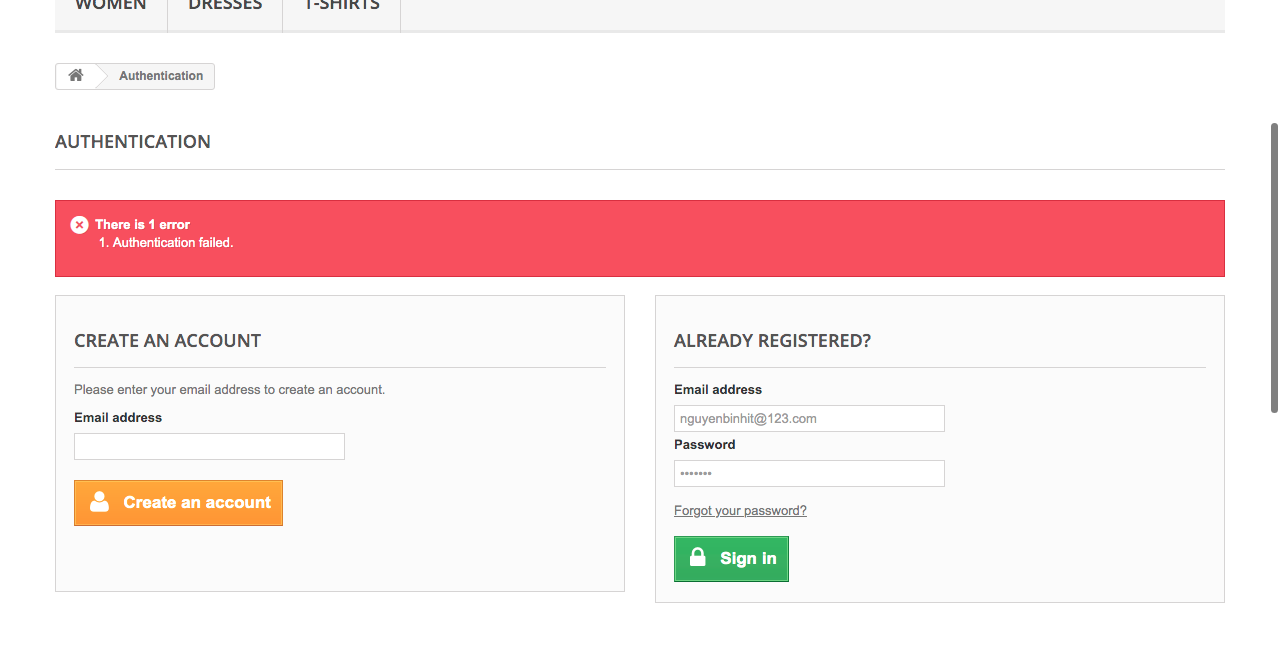 WOMEN DRESSES T-SHIRTS
Authentication
AUTHENTICATION
There is 1 error
1. Authentication failed.
CREATE AN ACCOUNT
Please enter your email address to create an account.
Email address
Create an account
ALREADY REGISTERED?
Email address
nguyenbinhit@123.com
Password
•••••••
Forgot your password?
Sign in